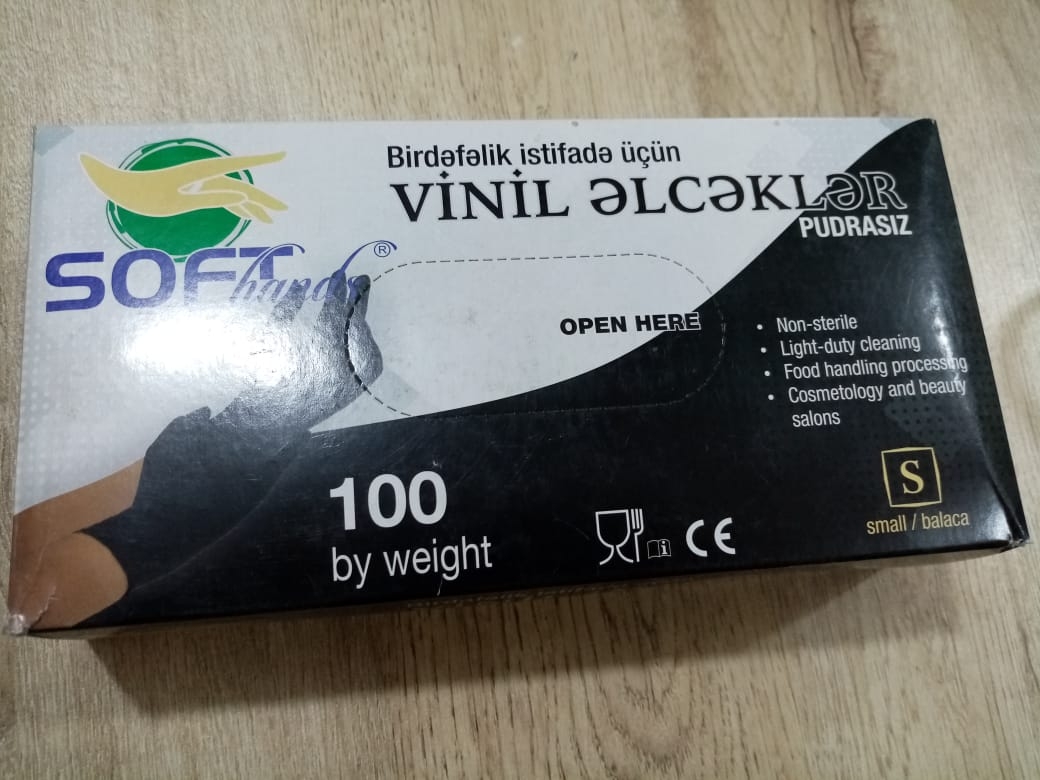 Birdəfəlik istifadə üçün
VİNİL ƏLCƏKLƏR
PUDRASIZ
SOFT hands ®
OPEN HERE
• Non-sterile
• Light-duty cleaning
• Food handling processing
• Cosmetology and beauty
salons
100
by weight
CE
S
small / balaca